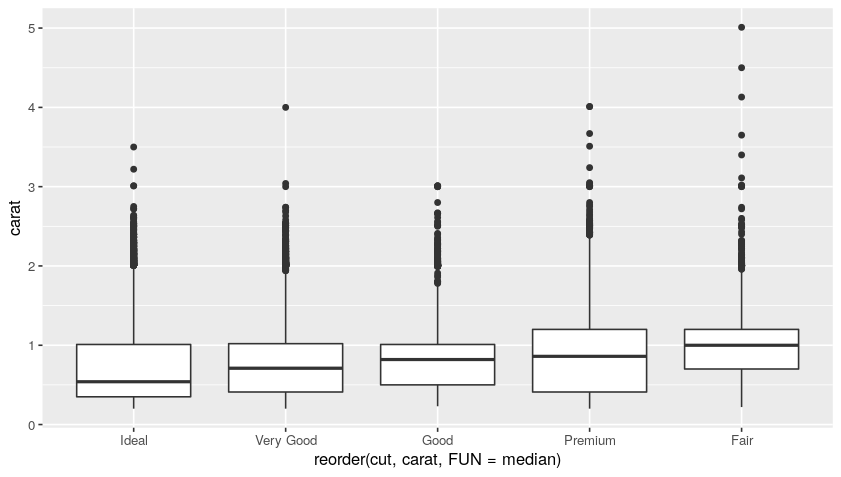 5
4
3
2
1
0
carat
Ideal
Very Good
Good
Premium
Fair
reorder(cut, carat, FUN = median)